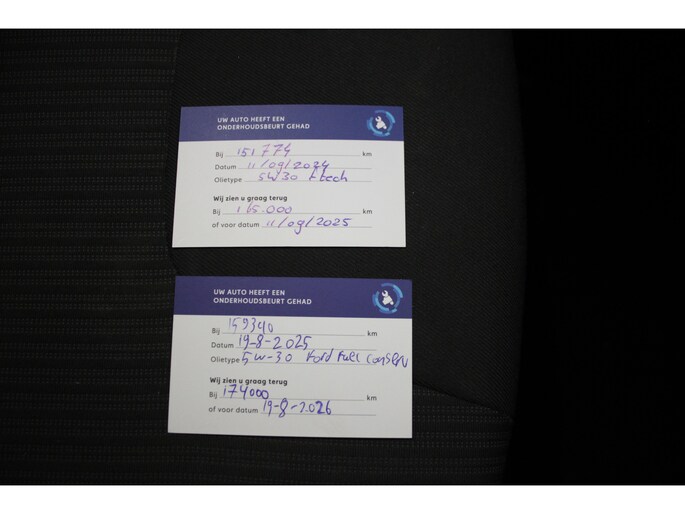 UW AUTO HEEFT EEN
ONDERHOUDSBEURT GEHAD
Bij 151774 km
Datum 11/09/2024
Olietype 5W30
Wij zien u graag terug
Bij 165.000 km
of voor datum 11/09/2025
UW AUTO HEEFT EEN
ONDERHOUDSBEURT GEHAD
Bij 159340 km
Datum 19-8-2025
Olietype 5W-30 Ford Fuel
Wij zien u graag terug
Bij 174000 km
of voor datum 19-8-2026